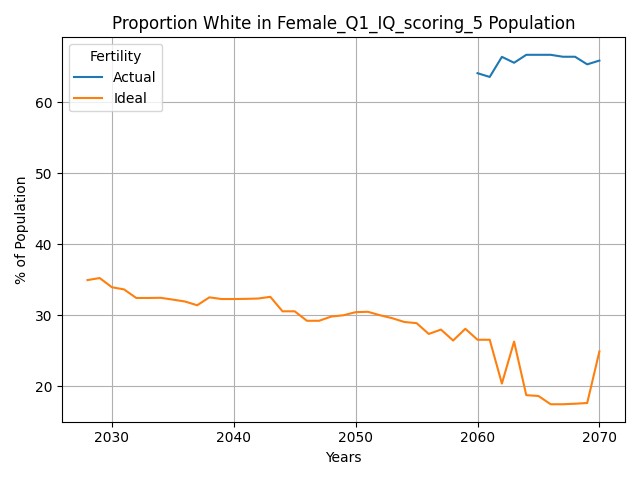 Proportion White in Female_Q1_IQ_scoring_5 Population
Fertility
Actual
Ideal
% of Population
60
50
40
30
20
2030
2040
2050
2060
2070
Years